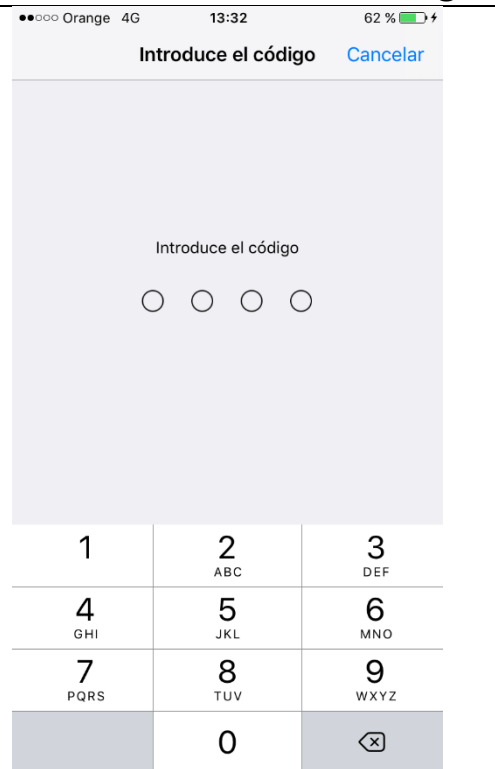 Orange 4G 13:32 62 %
Introduce el código Cancelar
Introduce el código
1 2 3
ABC DEF
4 5 6
GHI JKL MNO
7 8 9
PQRS TUV WXYZ
0